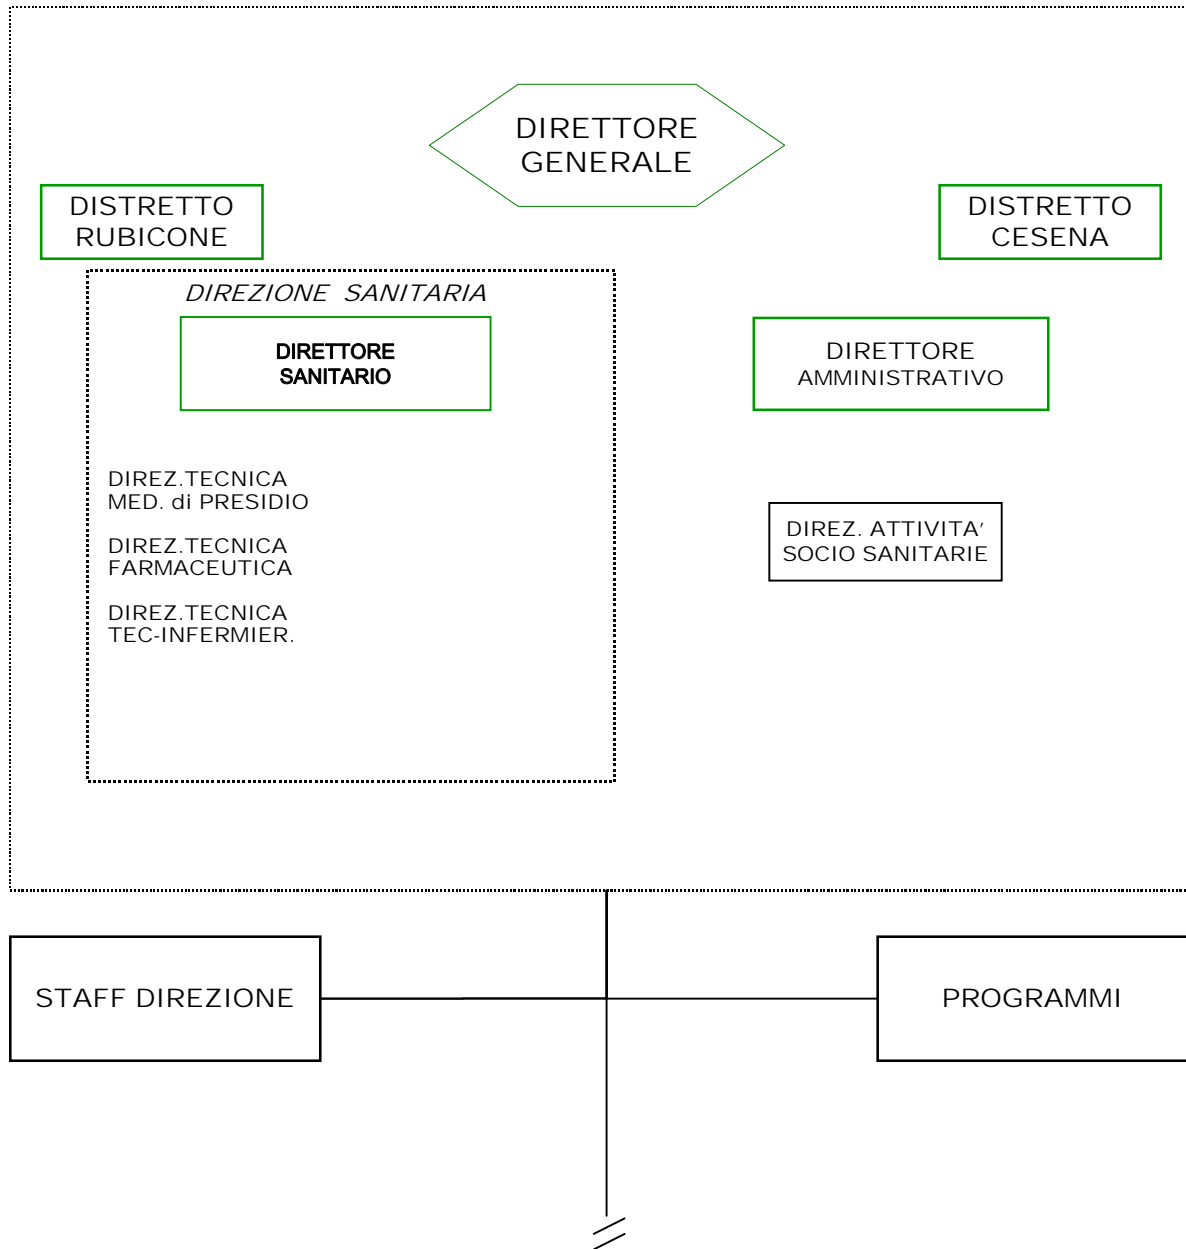 DIRETTORE
GENERALE
DISTRETTO
RUBICONE
DISTRETTO
CESENA
DIREZIONE SANITARIA
DIRETTORE
SANITARIO
DIRETTORE
AMMINISTRATIVO
DIREZ.TECNICA
MED. di PRESIDIO
DIREZ.TECNICA
FARMACEUTICA
DIREZ.TECNICA
TEC-INFERMIER.
DIREZ. ATTIVITA'
SOCIO SANITARIE
STAFF DIREZIONE
PROGRAMMI